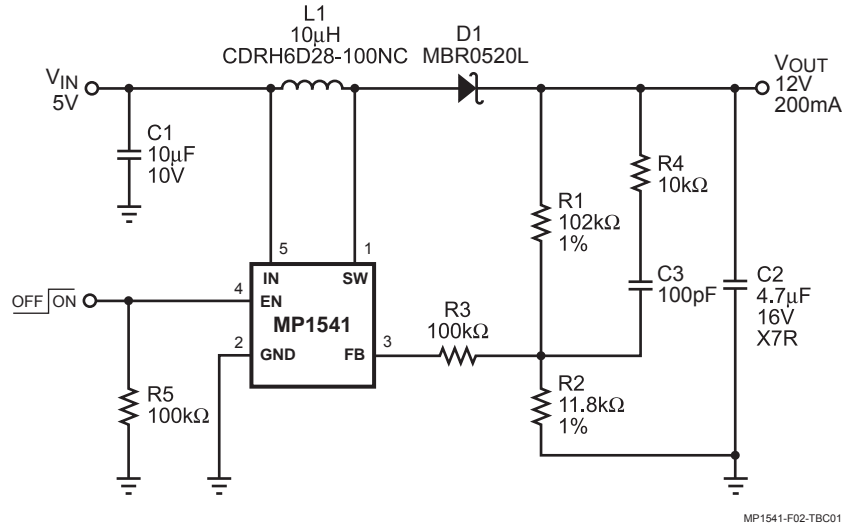 L1
10µH
CDRH6D28-100NC
D1
MBR0520L
VIN
5V
VOUT
12V
200mA
C1
10µF
10V
R4
10kΩ
R1
102kΩ
1%
5
1
IN
SW
C3
100pF
C2
4.7µF
16V
X7R
OFF ON
4
EN
MP1541
R3
100kΩ
2
GND
FB
3
R5
100kΩ
R2
11.8kΩ
1%
MP1541-F02-TBC01